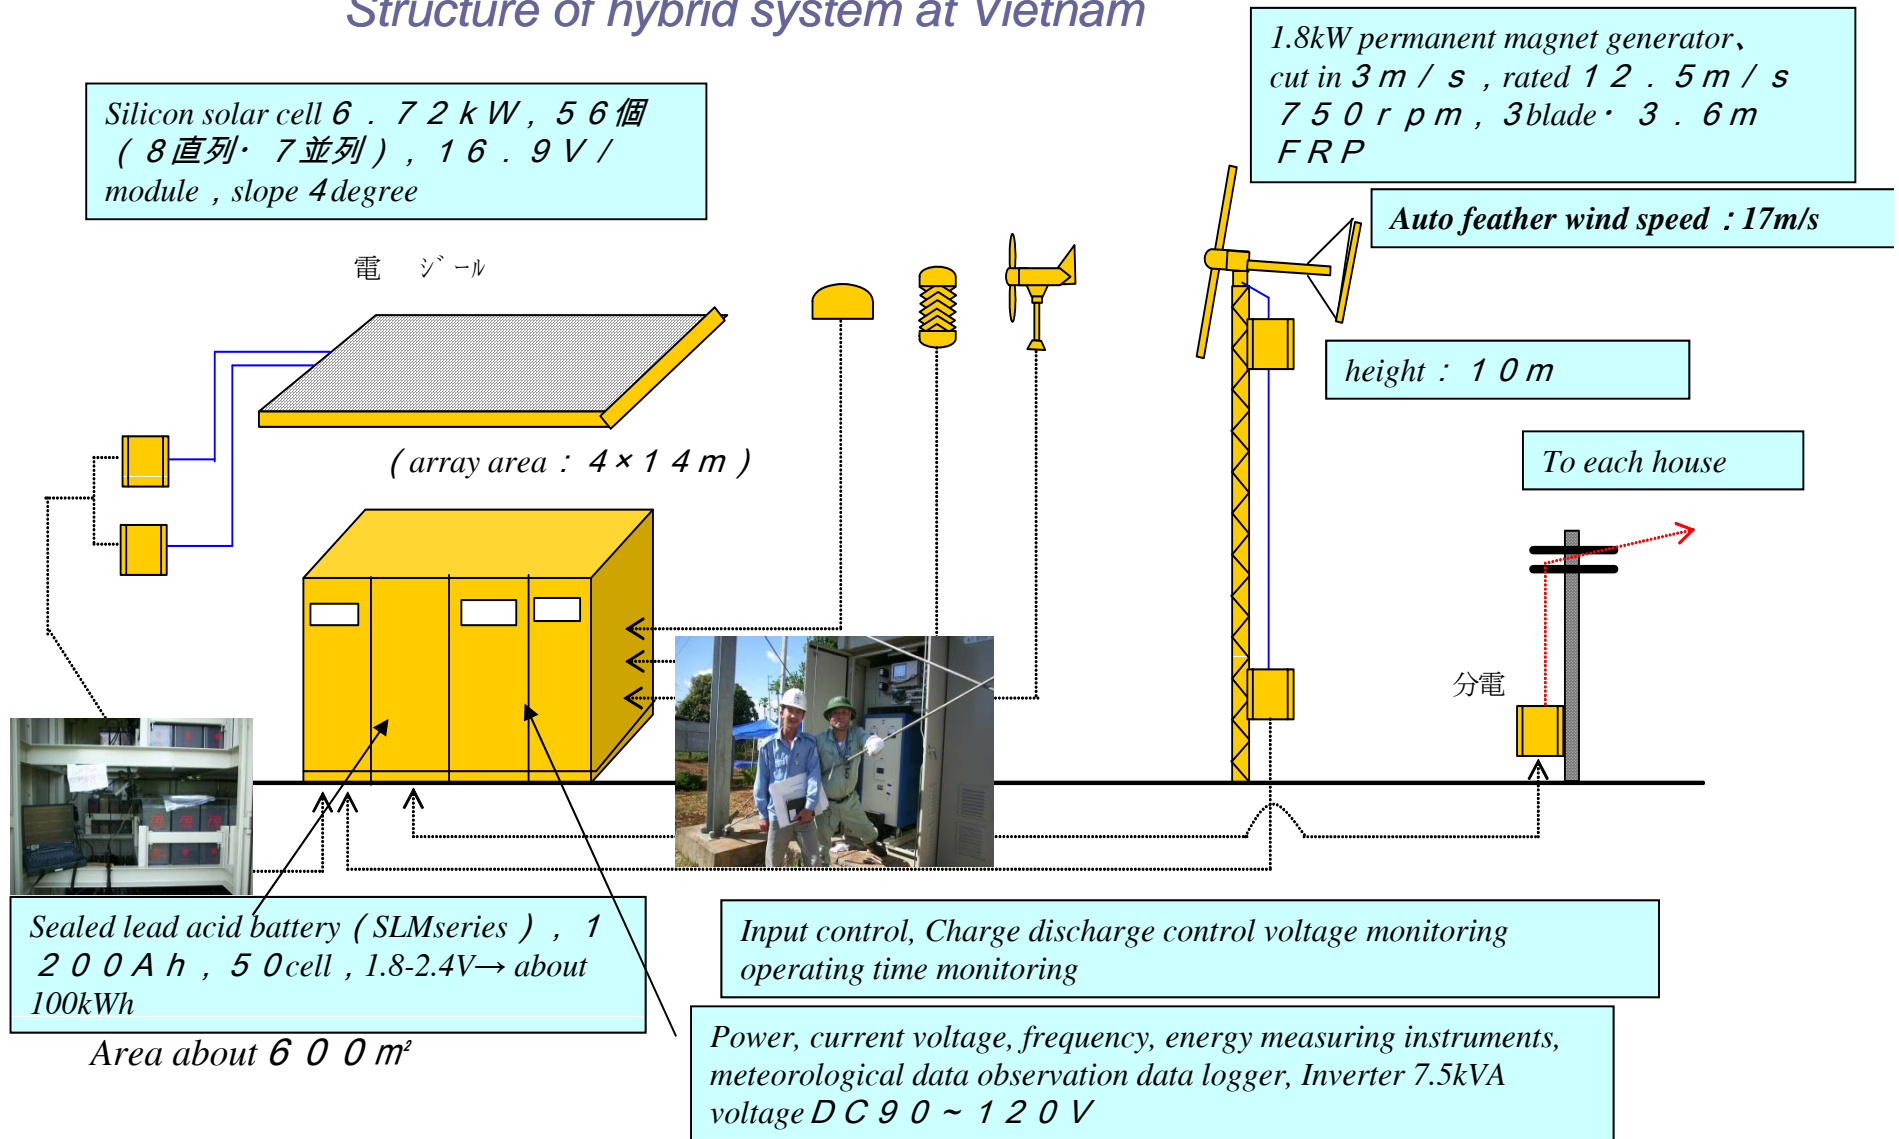 Structure of hybrid system at Vietnam
1.8kW permanent magnet generator、
cut in 3m/s,rated 12.5m/s
750rpm,3blade・3.6m
FRP
Silicon solar cell 6.72kW,56個
(8直列・7並列),16.9V/
module,slope 4degree
Auto feather wind speed:17m/s
電 ジール
height:10m
(array area:4×14m)
To each house
分電
Sealed lead acid battery(SLMseries),1
200Ah,50cell,1.8-2.4V→ about
100kWh
Area about 600㎡
Input control, Charge discharge control voltage monitoring
operating time monitoring
Power, current voltage, frequency, energy measuring instruments,
meteorological data observation data logger, Inverter 7.5kVA
voltage DC90~120V